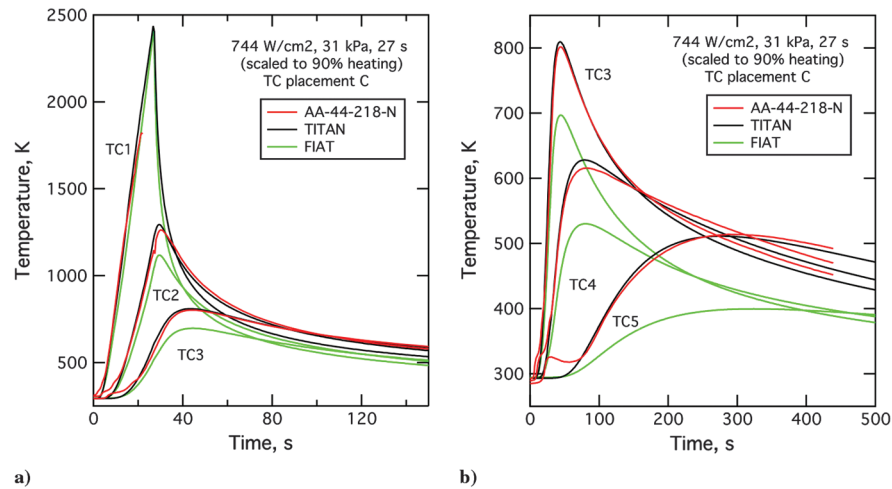 744 W/cm2, 31 kPa, 27 s
(scaled to 90% heating)
TC placement C
AA-44-218-N
TITAN
FIAT
TC1
TC2
TC3
Temperature, K
2500
2000
1500
1000
500
0
40
80
120
Time, s
a)
744 W/cm2, 31 kPa, 27 s
(scaled to 90% heating)
TC placement C
AA-44-218-N
TITAN
FIAT
TC3
TC4
TC5
Temperature, K
800
700
600
500
400
300
0
100
200
300
400
500
Time, s
b)